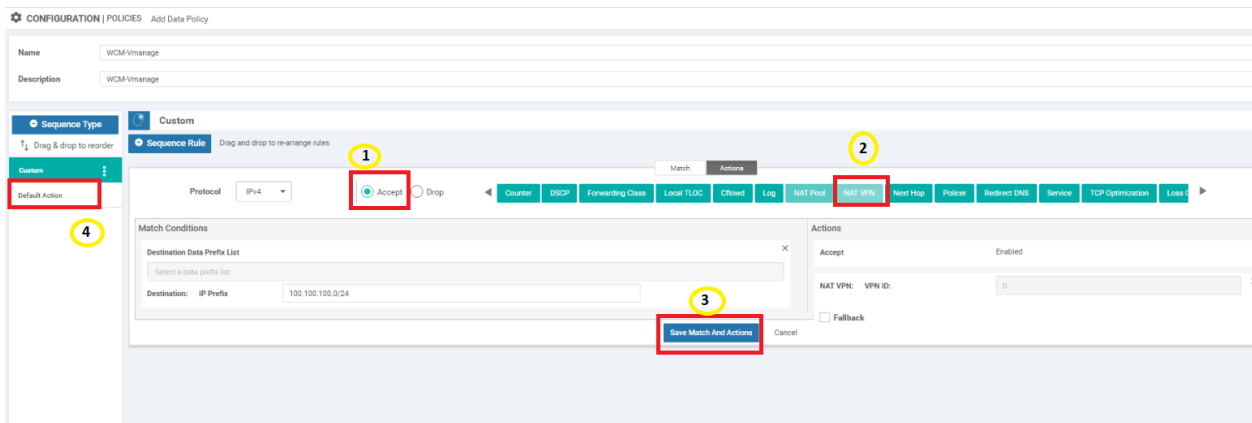 CONFIGURATION | POLICIES Add Data Policy
Name WCM-Vmanage
Description WCM-Vmanage
Sequence Type
Drag & drop to reorder
Custom
Default Action
4
Custom
Sequence Rule Drag and drop to re-arrange rules
1
2
Match Actions
Protocol IPv4 Accept Drop Counter DSCP Forwarding Class Local TLOC Cflowd Log NAT Pool NAT VPN Next Hop Policer Redirect DNS Service TCP Optimization Loss
Match Conditions
Destination Data Prefix List
Select a data prefix list
Destination: IP Prefix 100.100.100.0/24
Actions
Accept Enabled
NAT VPN: VPN ID: 0
Fallback
3
Save Match And Actions Cancel